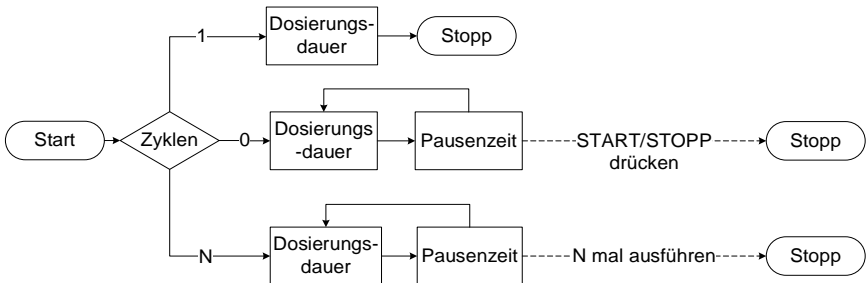 1
Dosierungs-
dauer
Stopp
Start
Zyklen
0
Dosierungs
-dauer
Pausenzeit
START/STOPP
drücken
Stopp
N
Dosierungs-
dauer
Pausenzeit
N mal ausführen
Stopp